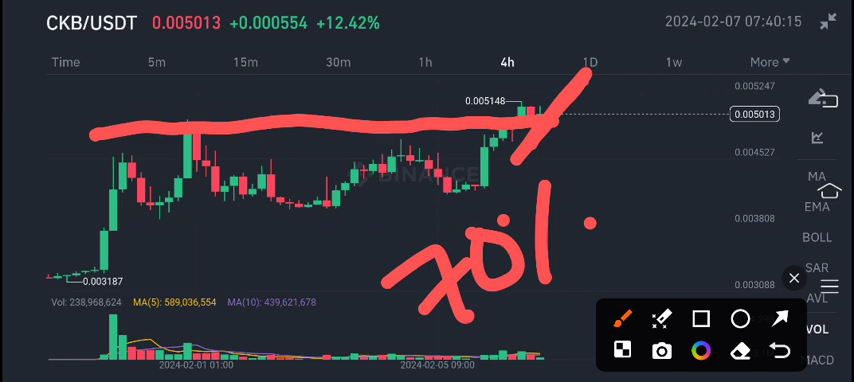 CKB/USDT 0.005013 +0.000554 +12.42% 2024-02-07 07:40:15
Time 5m 15m 30m 1h 4h 1D 1w More
0.005247
0.005148
0.005013
0.004527
BINANCE
MA
EMA
0.003808
70%
BOLL
SAR
0.003187
0.003088
AVL
Vol: 238,968,624 MA(5): 589,036,554 MA(10): 439,621,678
VOL
MACD
2024-02-01 01:00 2024-02-05 09:00